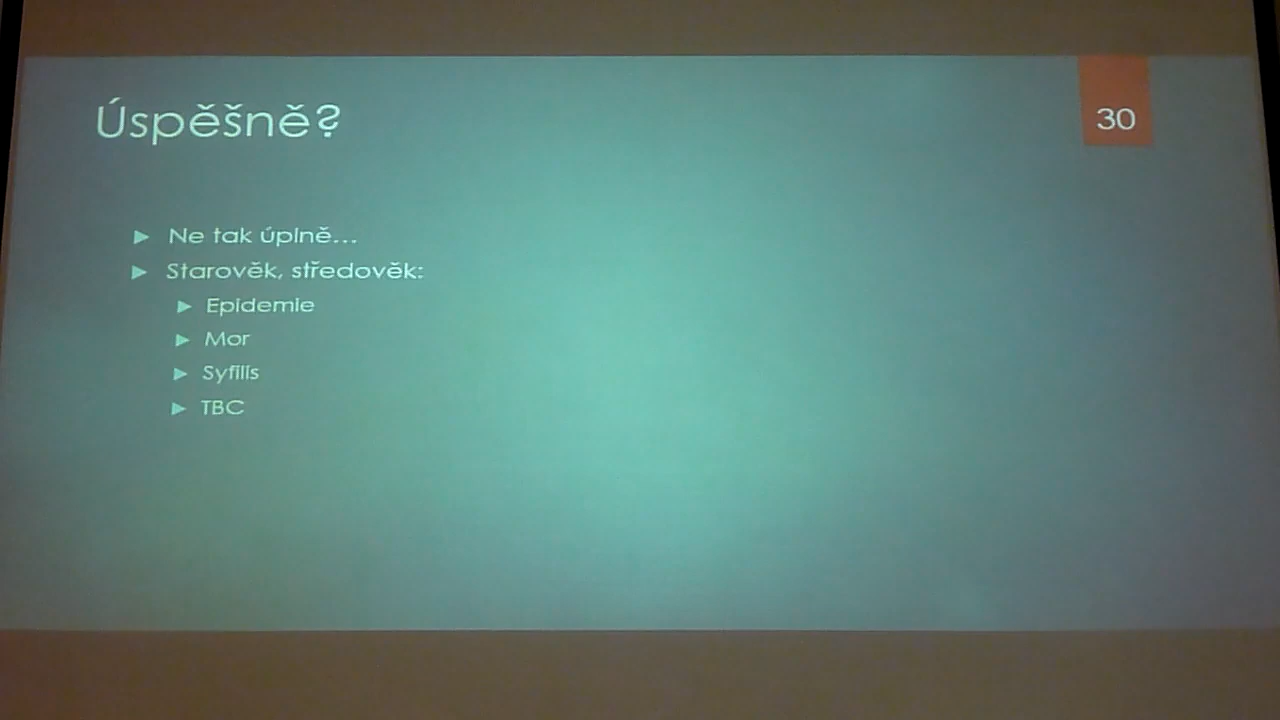 Úspěšně?
30
Ne tak úplně...
Starověk, středověk:
Epidemie
Mor
Syfilis
TBC